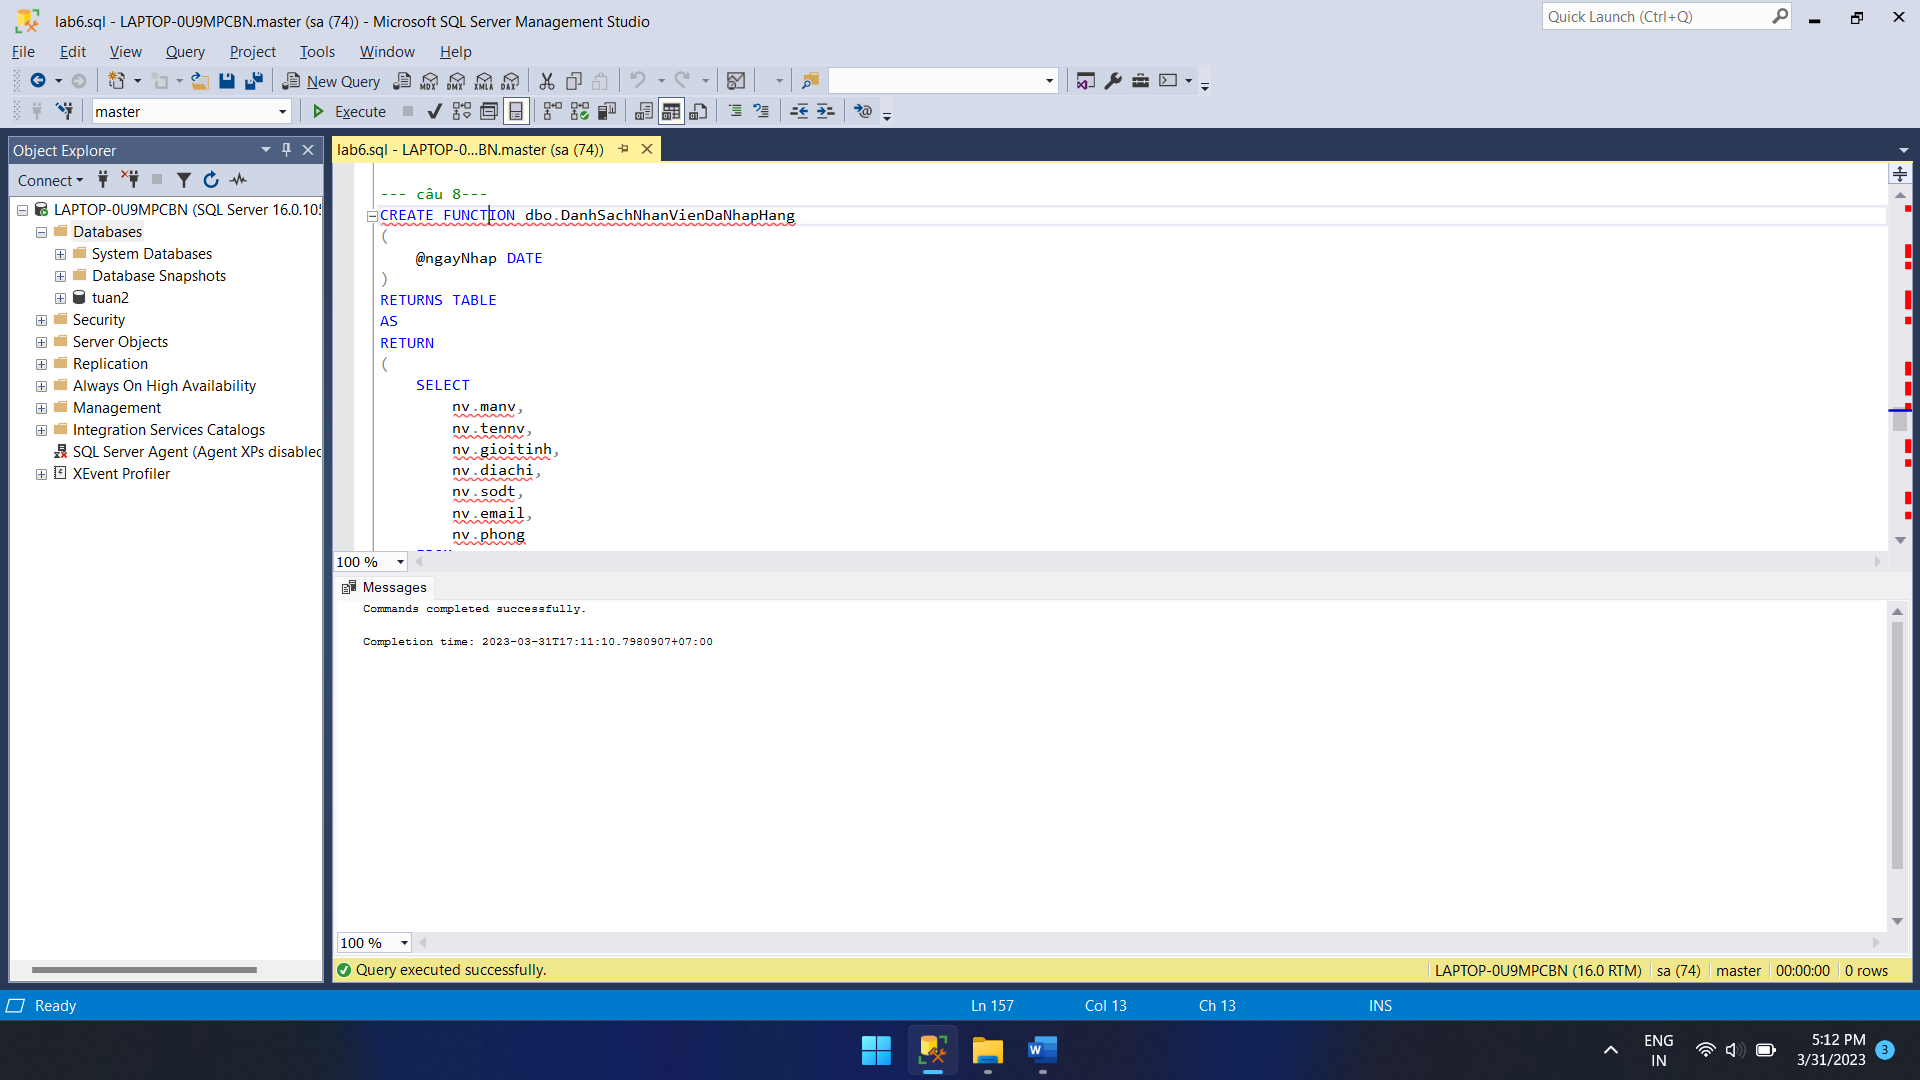 lab6.sql - LAPTOP-0U9MPCBN.master (sa (74)) - Microsoft SQL Server Management Studio
Quick Launch (Ctrl+Q)
File Edit View Query Project Tools Window Help
New Query
MDX DMX XMLA DAX
master
Execute
Object Explorer
Connect
LAPTOP-0U9MPCBN (SQL Server 16.0.105
Databases
System Databases
Database Snapshots
tuan2
Security
Server Objects
Replication
Always On High Availability
Management
Integration Services Catalogs
SQL Server Agent (Agent XPs disabled
XEvent Profiler
lab6.sql - LAPTOP-0...BN.master (sa (74))
--- câu 8---
CREATE FUNCTION dbo.DanhSachNhanVienDaNhapHang
(
@ngayNhap DATE
)
RETURNS TABLE
AS
RETURN
(
SELECT
nv.manv,
nv.tennv,
nv.gioitinh,
nv.diachi,
nv.sodt,
nv.email,
nv.phong
100 %
Messages
Commands completed successfully.
Completion time: 2023-03-31T17:11:10.7980907+07:00
100 %
Query executed successfully.
LAPTOP-0U9MPCBN (16.0 RTM) sa (74) master 00:00:00 0 rows
Ready
Ln 157 Col 13 Ch 13 INS
ENG
IN
5:12 PM
3/31/2023
3